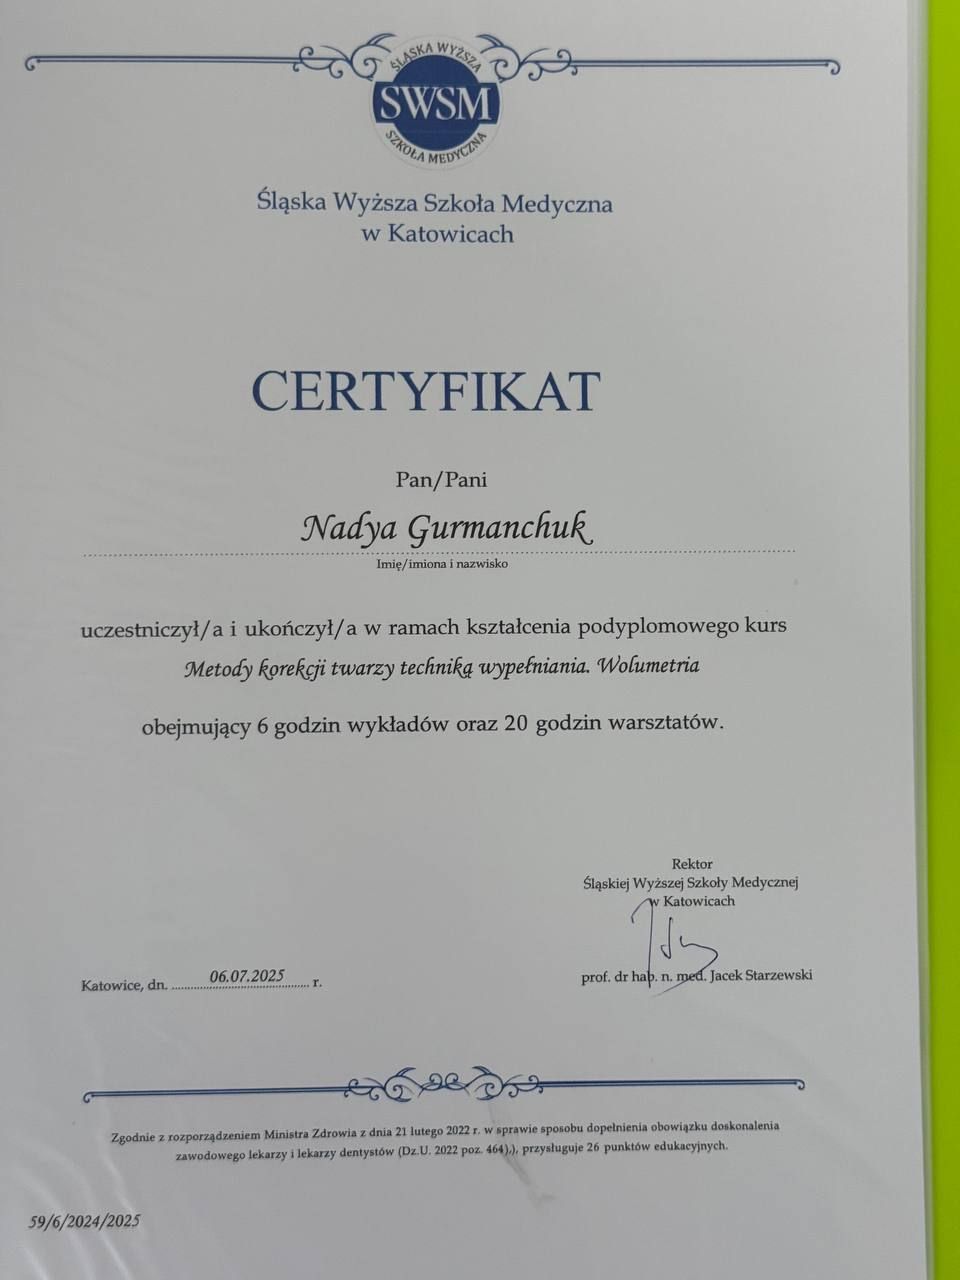 ŚLĄSKA WYŻSZA
SWSM
SZKOŁA MEDYCZNA
Śląska Wyższa Szkoła Medyczna
w Katowicach
CERTYFIKAT
Pan/Pani
Nadya Gurmanchuk
Imię/imiona i nazwisko
uczestniczył/a i ukończył/a w ramach kształcenia podyplomowego kurs
Metody korekcji twarzy techniką wypełniania. Wolumetria
obejmujący 6 godzin wykładów oraz 20 godzin warsztatów.
Rektor
Śląskiej Wyższej Szkoły Medycznej
w Katowicach
prof. dr hab. n. med. Jacek Starzewski
Katowice, dn. 06.07.2025 r.
Zgodnie z rozporządzeniem Ministra Zdrowia z dnia 21 lutego 2022 r. w sprawie sposobu dopełnienia obowiązku doskonalenia
zawodowego lekarzy i lekarzy dentystów (Dz.U. 2022 poz. 464),), przysługuje 26 punktów edukacyjnych.
59/6/2024/2025